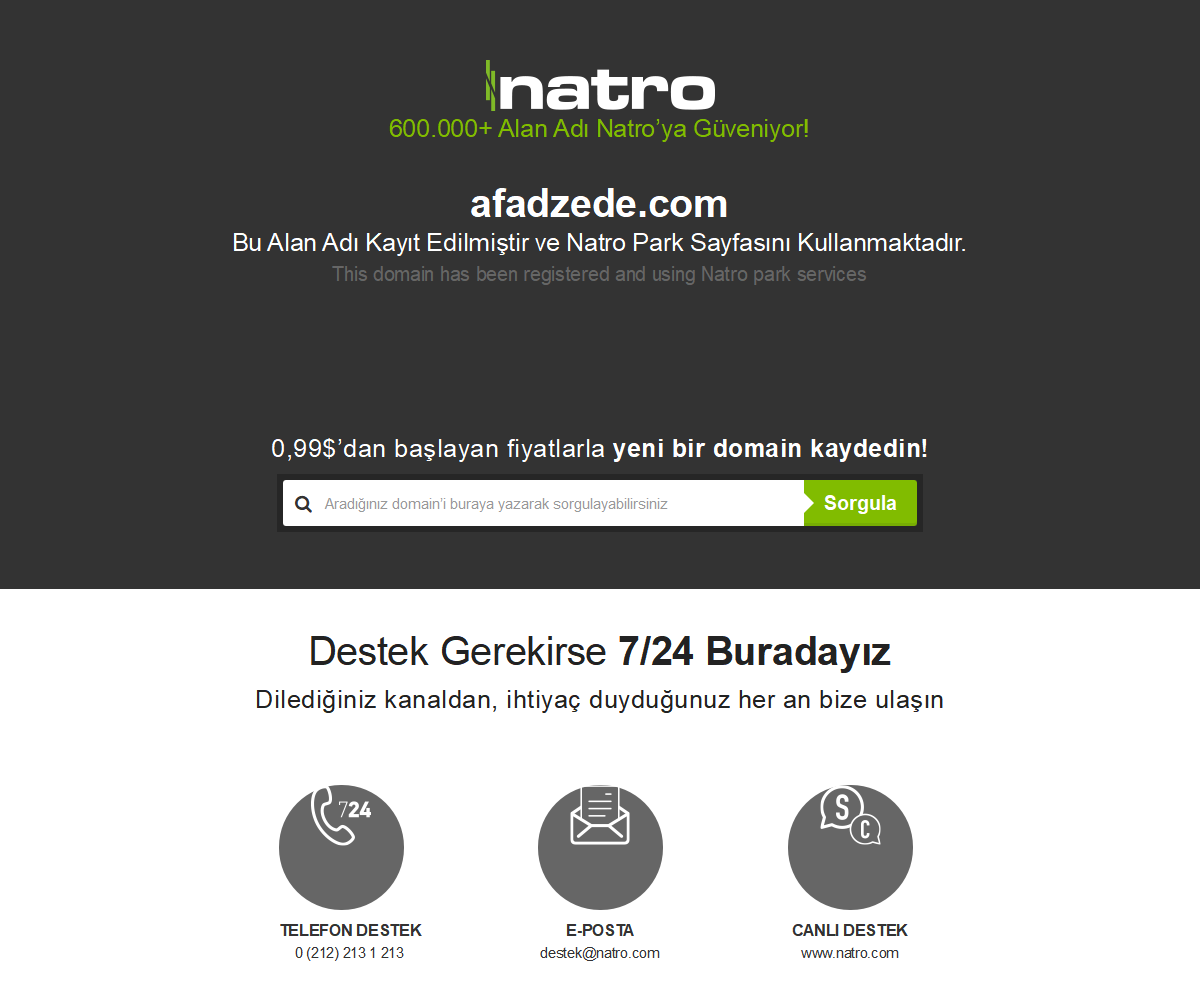 natro
600.000+ Alan Adı Natro’ya Güveniyor!
afadzede.com
Bu Alan Adı Kayıt Edilmiştir ve Natro Park Sayfasını Kullanmaktadır.
This domain has been registered and using Natro park services
0,99$’dan başlayan fiyatlarla yeni bir domain kaydedin!
Aradığınız domain'i buraya yazarak sorgulayabilirsiniz
Sorgula
Destek Gerekirse 7/24 Buradayız
Dilediğiniz kanaldan, ihtiyaç duyduğunuz her an bize ulaşın
724
S
C
TELEFON DESTEK
0 (212) 213 1 213
E-POSTA
destek@natro.com
CANLI DESTEK
www.natro.com